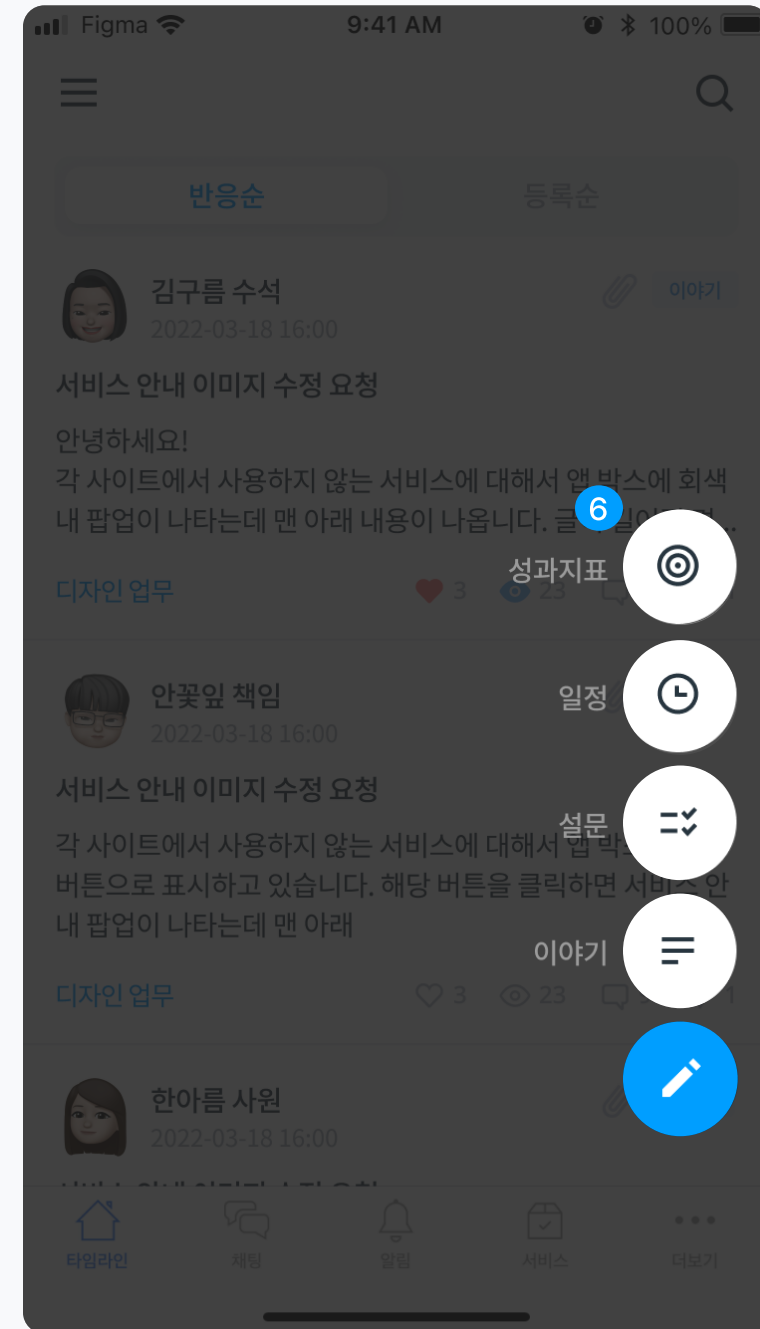 Figma
9:41 AM
100%
반응순
등록순
김구름 수석
이야기
2022-03-18 16:00
서비스 안내 이미지 수정 요청
안녕하세요!
각 사이트에서 사용하지 않는 서비스에 대해서 앱 박스에 회색
내 팝업이 나타는데 맨 아래 내용이 나옵니다.
6
성과지표
디자인 업무
3
23
안꽃잎 책임
일정
2022-03-18 16:00
서비스 안내 이미지 수정 요청
설문
각 사이트에서 사용하지 않는 서비스에 대해서 앱
버튼으로 표시하고 있습니다. 해당 버튼을 클릭하면 서비스 안
내 팝업이 나타는데 맨 아래
이야기
디자인 업무
3
23
1
한아름 사원
2022-03-18 16:00
타임라인
채팅
알림
서비스
더보기